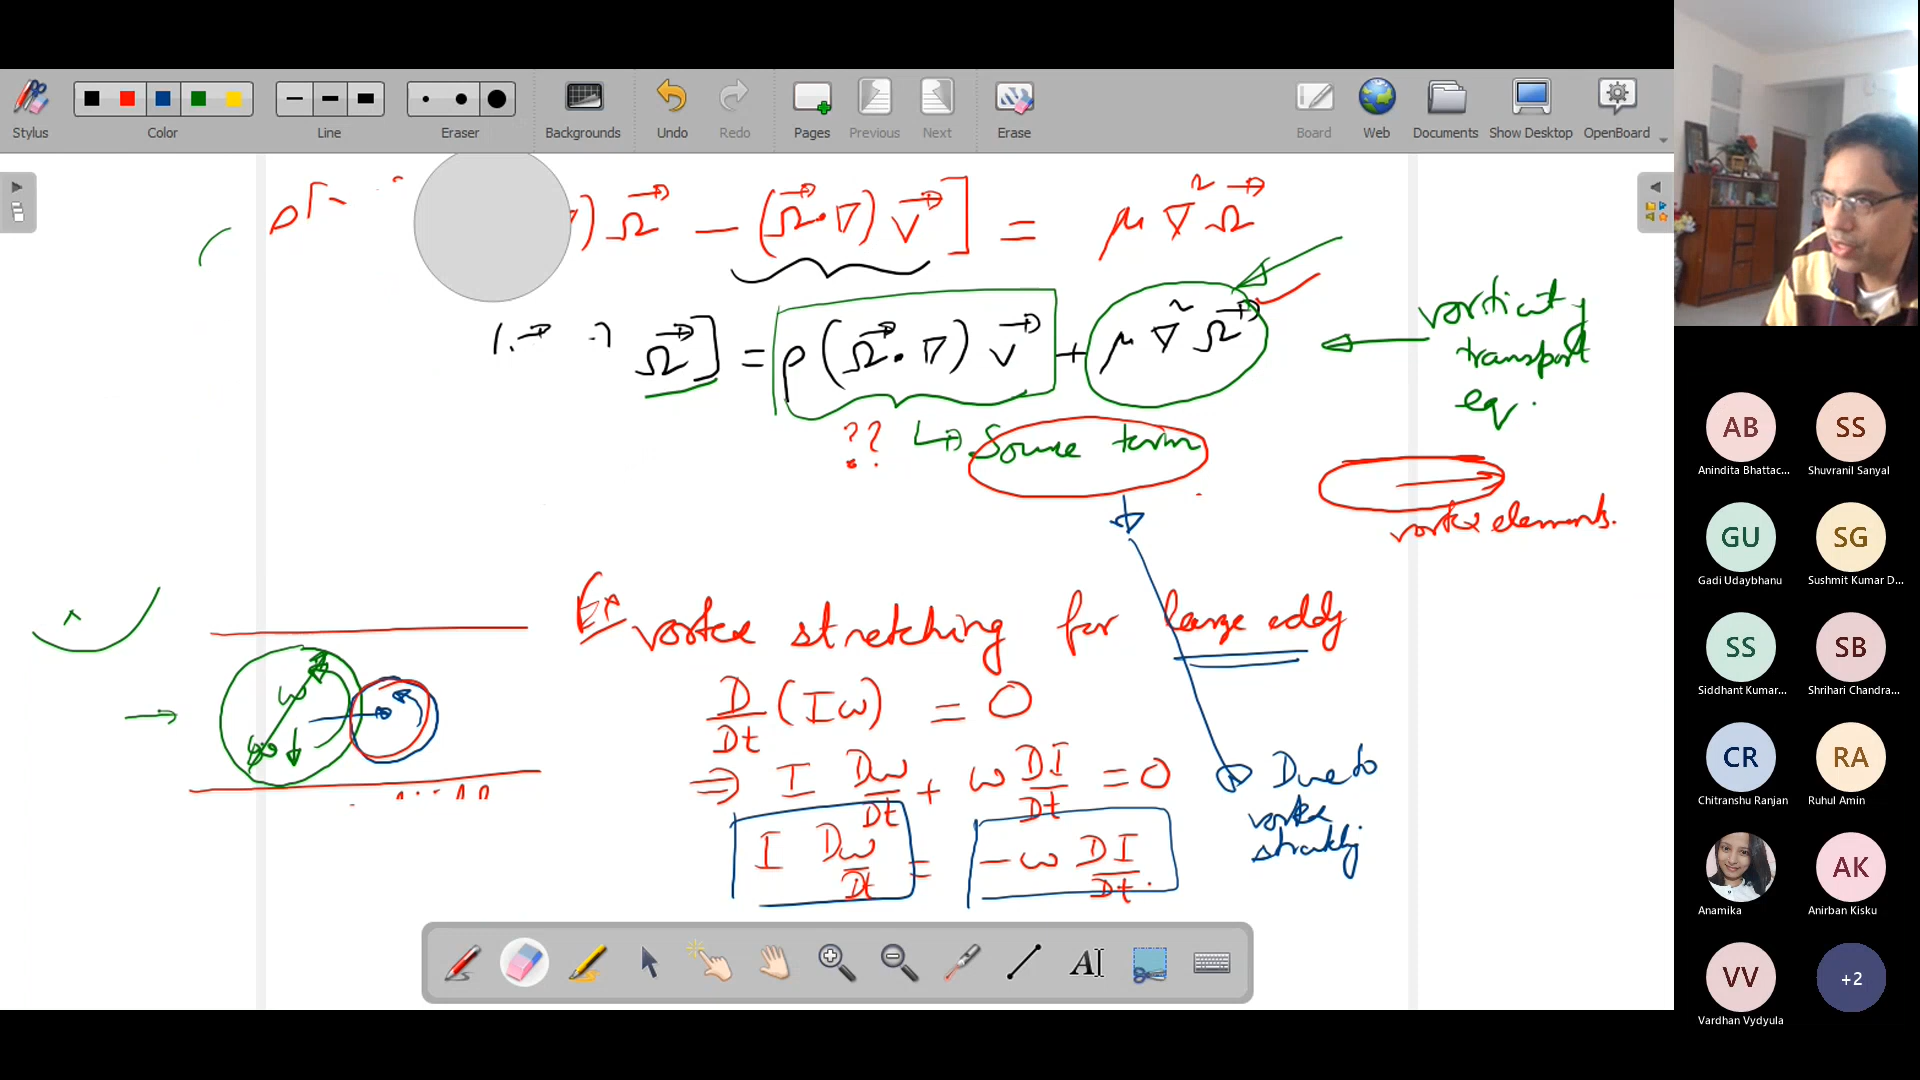 Stylus
Color
Line
Eraser
Backgrounds
Undo
Redo
Pages
Previous
Next
Erase
Board
Web
Documents
Show Desktop
OpenBoard
) Ω⃗ − (Ω⃗·∇) V⃗ ] = μ ∇² Ω⃗
Ω⃗ ] = ρ (Ω⃗·∇) V⃗ + μ ∇² Ω⃗
vorticity
transport
eq.
?? ↳ Source term
vortex elements.
Ex vortex stretching for large eddy
D/Dt (Iω) = 0
⇒ I Dω/Dt + ω DI/Dt = 0
I Dω/Dt = −ω DI/Dt.
Due to
vortex
ω
AB
Anindita Bhattac...
SS
Shuvranil Sanyal
GU
Gadi Udaybhanu
SG
Sushmit Kumar D...
SS
Siddhant Kumar...
SB
Shrihari Chandra...
CR
Chitranshu Ranjan
RA
Ruhul Amin
Anamika
AK
Anirban Kisku
VV
Vardhan Vydyula
+2